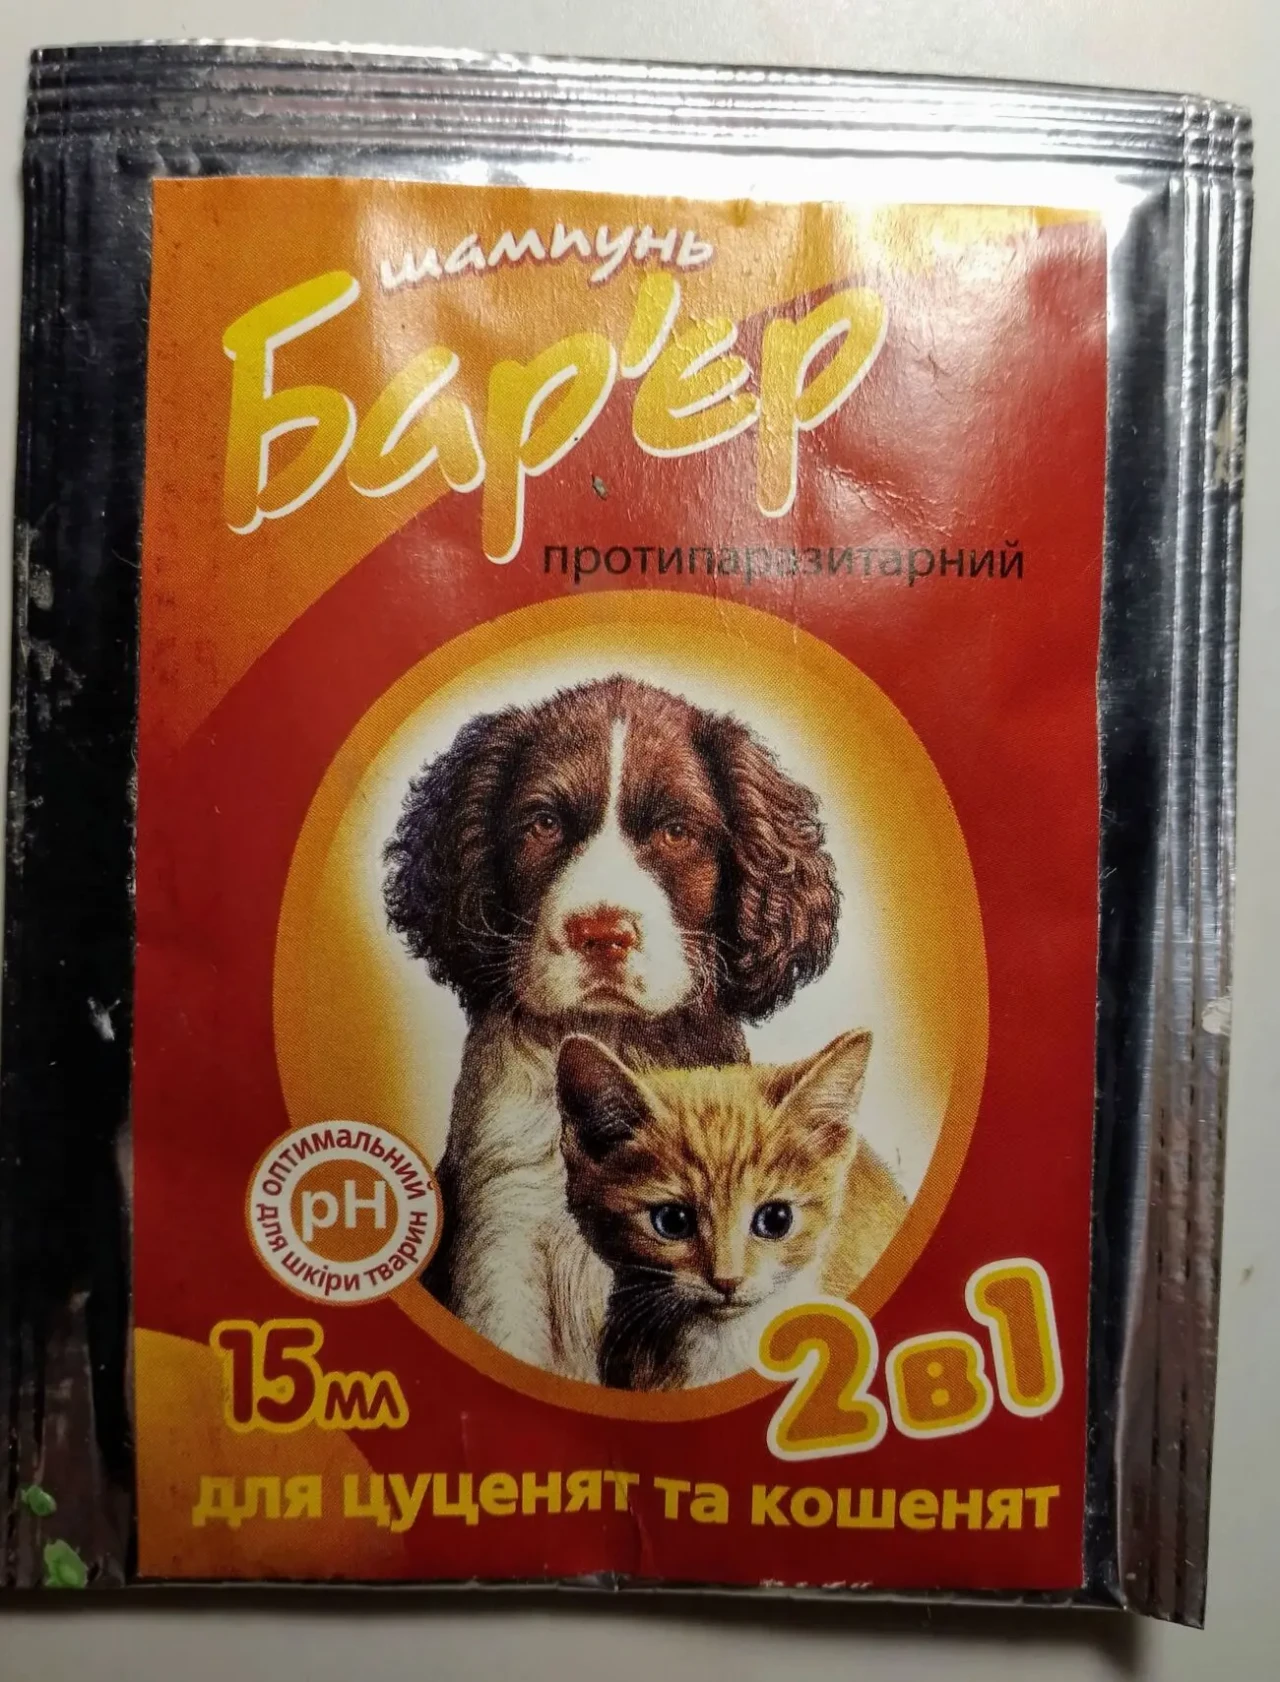 шампунь
Бар'єр
протипаразитарний
оптимальний
pH
для шкіри тварин
15мл
2в1
для цуценят та кошенят